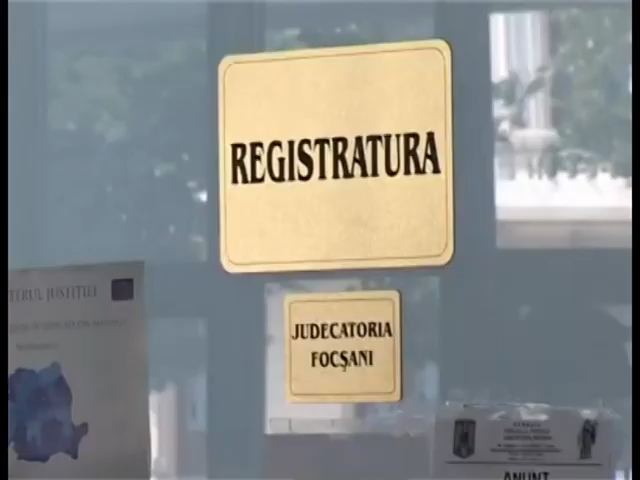 REGISTRATURA
JUDECATORIA
FOCŞANI
TERUL JUSTIŢIEI
ANUNT